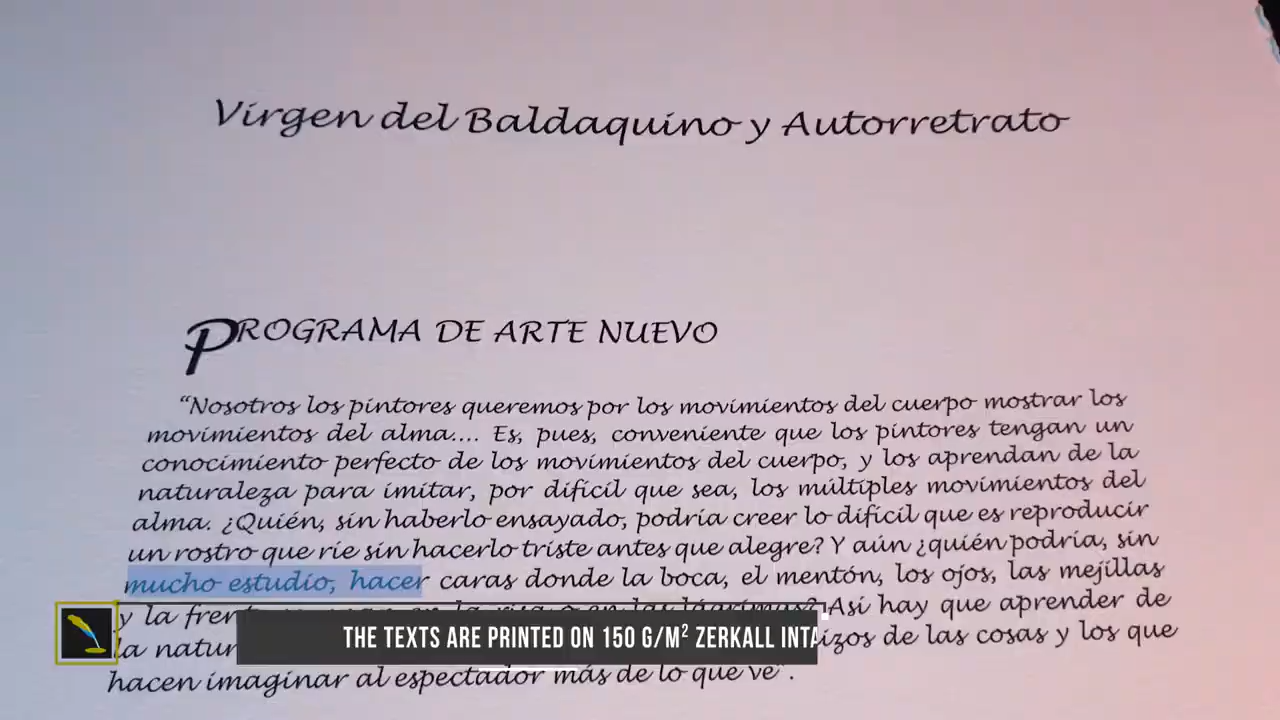 Virgen del Baldaquino y Autorretrato
PROGRAMA DE ARTE NUEVO
“Nosotros los pintores queremos por los movimientos del cuerpo mostrar los
movimientos del alma.... Es, pues, conveniente que los pintores tengan un
conocimiento perfecto de los movimientos del cuerpo, y los aprendan de la
naturaleza para imitar, por difícil que sea, los múltiples movimientos del
alma. ¿Quién, sin haberlo ensayado, podría creer lo difícil que es reproducir
un rostro que ríe sin hacerlo triste antes que alegre? Y aún ¿quién podría, sin
mucho estudio, hacer caras donde la boca, el mentón, los ojos, las mejillas
y la en la risa o en las lágrimas? Así hay que aprender de
la de las cosas y los que
hacen imaginar al espectador más de lo que ve”.
THE TEXTS ARE PRINTED ON 150 G/M² ZERKALL